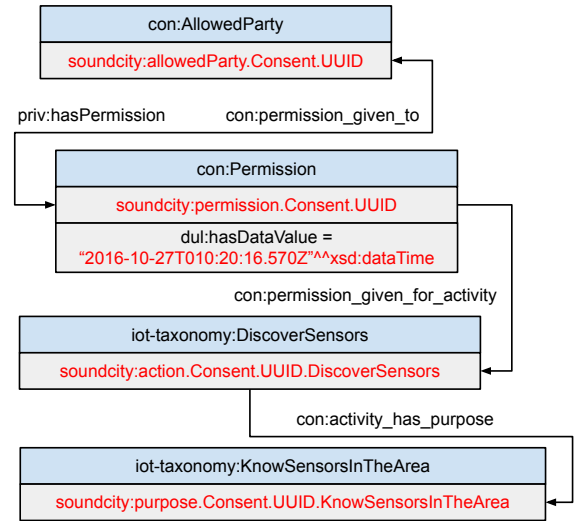 con:AllowedParty
soundcity:allowedParty.Consent.UUID
priv:hasPermission
con:permission_given_to
con:Permission
soundcity:permission.Consent.UUID
dul:hasDataValue =
“2016-10-27T010:20:16.570Z”^^xsd:dataTime
con:permission_given_for_activity
iot-taxonomy:DiscoverSensors
soundcity:action.Consent.UUID.DiscoverSensors
con:activity_has_purpose
iot-taxonomy:KnowSensorsInTheArea
soundcity:purpose.Consent.UUID.KnowSensorsInTheArea